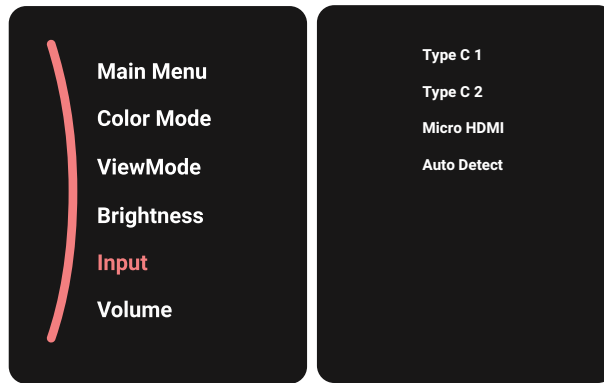 Main Menu
Color Mode
ViewMode
Brightness
Input
Volume
Type C 1
Type C 2
Micro HDMI
Auto Detect